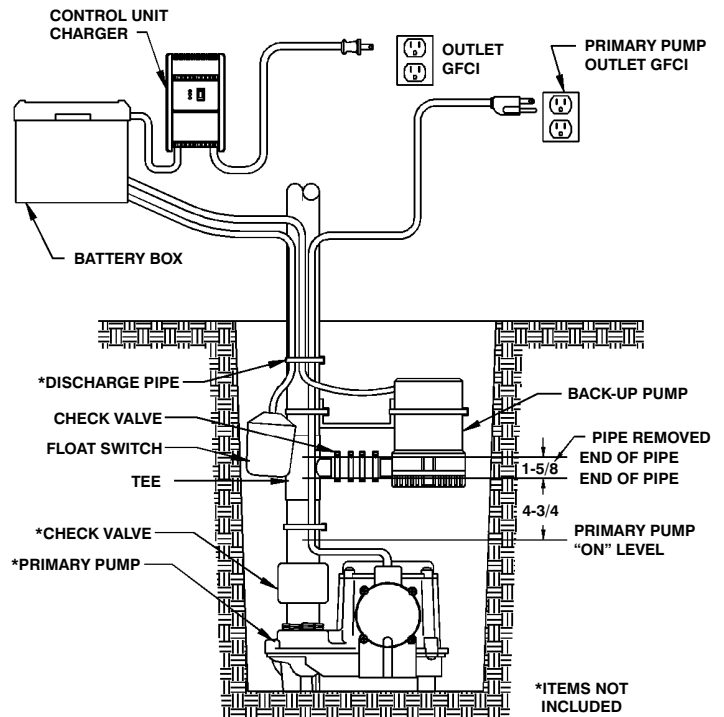 CONTROL UNIT
CHARGER
OUTLET
GFCI
PRIMARY PUMP
OUTLET GFCI
BATTERY BOX
*DISCHARGE PIPE
BACK-UP PUMP
CHECK VALVE
PIPE REMOVED
FLOAT SWITCH
END OF PIPE
1-5/8
TEE
END OF PIPE
4-3/4
*CHECK VALVE
PRIMARY PUMP
“ON” LEVEL
*PRIMARY PUMP
*ITEMS NOT
INCLUDED